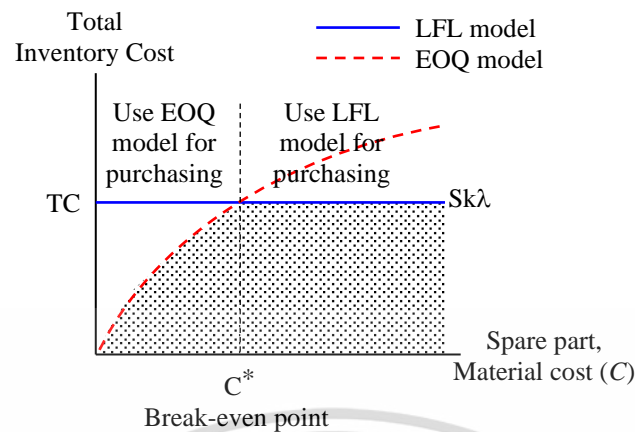 Total
Inventory Cost
LFL model
EOQ model
Use EOQ
model for
purchasing
Use LFL
model for
purchasing
TC
Skλ
Spare part,
Material cost (C)
C*
Break-even point